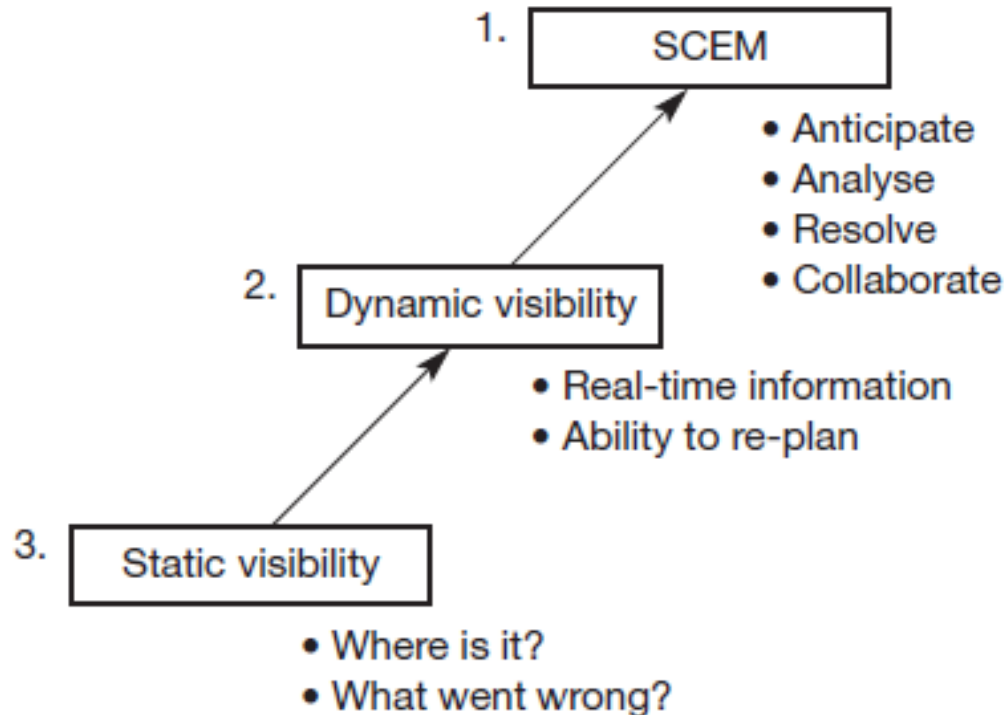 1. SCEM
• Anticipate
• Analyse
• Resolve
• Collaborate
2. Dynamic visibility
• Real-time information
• Ability to re-plan
3. Static visibility
• Where is it?
• What went wrong?